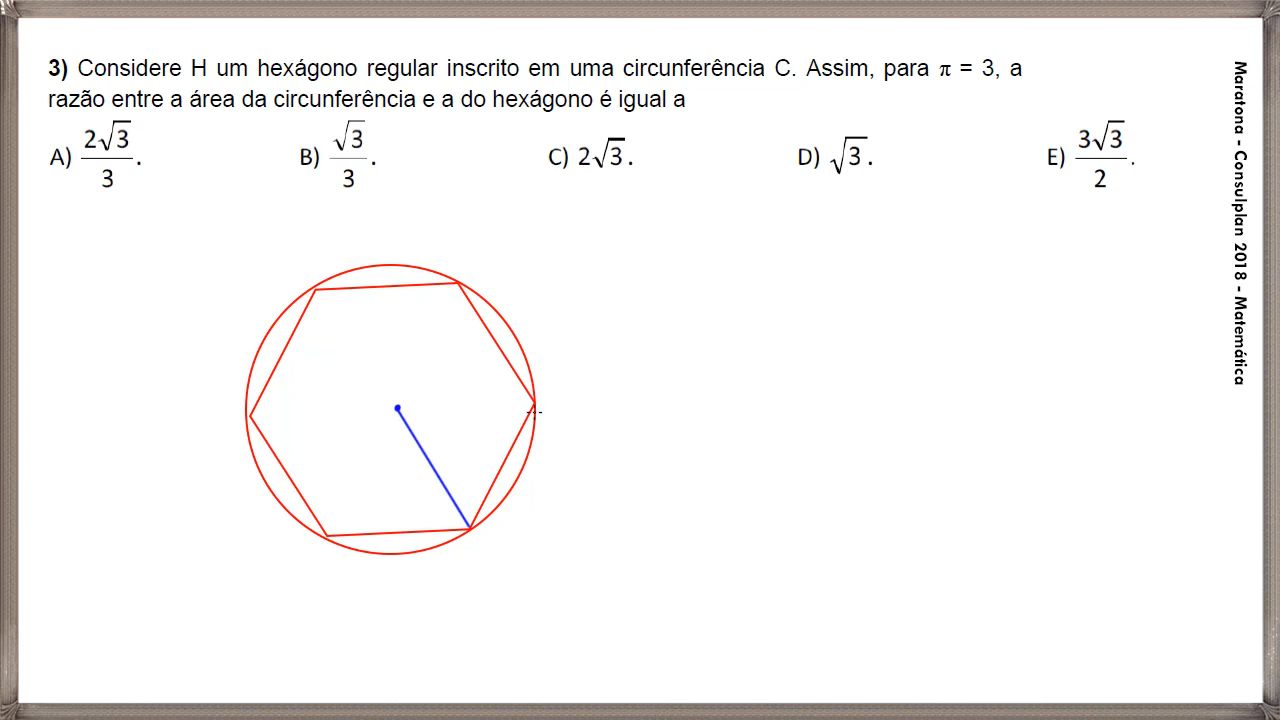 3) Considere H um hexágono regular inscrito em uma circunferência C. Assim, para π = 3, a
razão entre a área da circunferência e a do hexágono é igual a
A) 2√3/3. B) √3/3. C) 2√3. D) √3. E) 3√3/2.
Maratona - Consulplan 2018 - Matemática